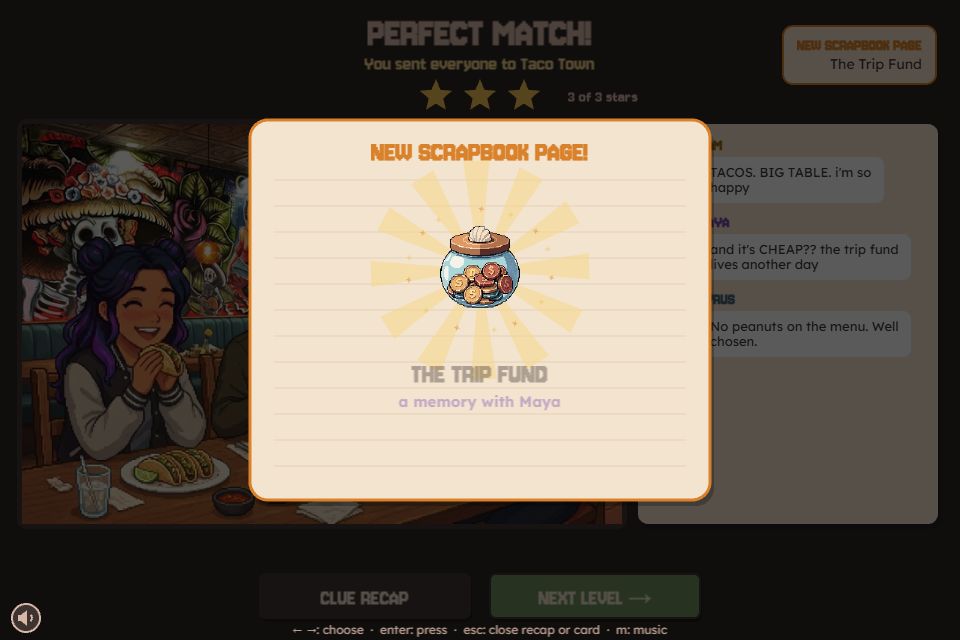 PERFECT MATCH!
You sent everyone to Taco Town
3 of 3 stars
NEW SCRAPBOOK PAGE
The Trip Fund
NEW SCRAPBOOK PAGE!
THE TRIP FUND
a memory with Maya
TACOS. BIG TABLE. i'm so
happy
and it's CHEAP?? the trip fund
lives another day
No peanuts on the menu. Well
chosen.
CLUE RECAP
NEXT LEVEL →
← →: choose · enter: press · esc: close recap or card · m: music